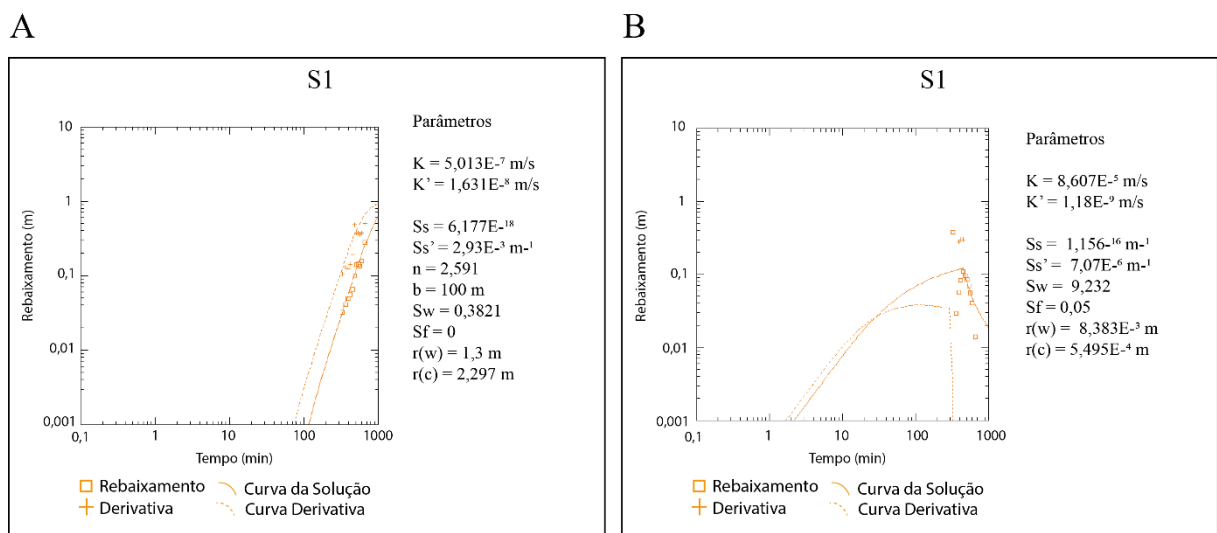 A
S1
10
1
0,1
0,01
0,001
0,1
1
10
100
1000
Rebaixamento (m)
Tempo (min)
Parâmetros
K = 5,013E-⁷ m/s
K’ = 1,631E-⁸ m/s
Ss = 6,177E-¹⁸
Ss’ = 2,93E-³ m-¹
n = 2,591
b = 100 m
Sw = 0,3821
Sf = 0
r(w) = 1,3 m
r(c) = 2,297 m
Rebaixamento
Curva da Solução
Derivativa
Curva Derivativa
B
S1
10
1
0,1
0,01
0,001
0,1
1
10
100
1000
Rebaixamento (m)
Tempo (min)
Parâmetros
K = 8,607E-⁵ m/s
K’ = 1,18E-⁹ m/s
Ss = 1,156-¹⁶ m-¹
Ss’ = 7,07E-⁶ m-¹
Sw = 9,232
Sf = 0,05
r(w) = 8,383E-³ m
r(c) = 5,495E-⁴ m
Rebaixamento
Curva da Solução
Derivativa
Curva Derivativa